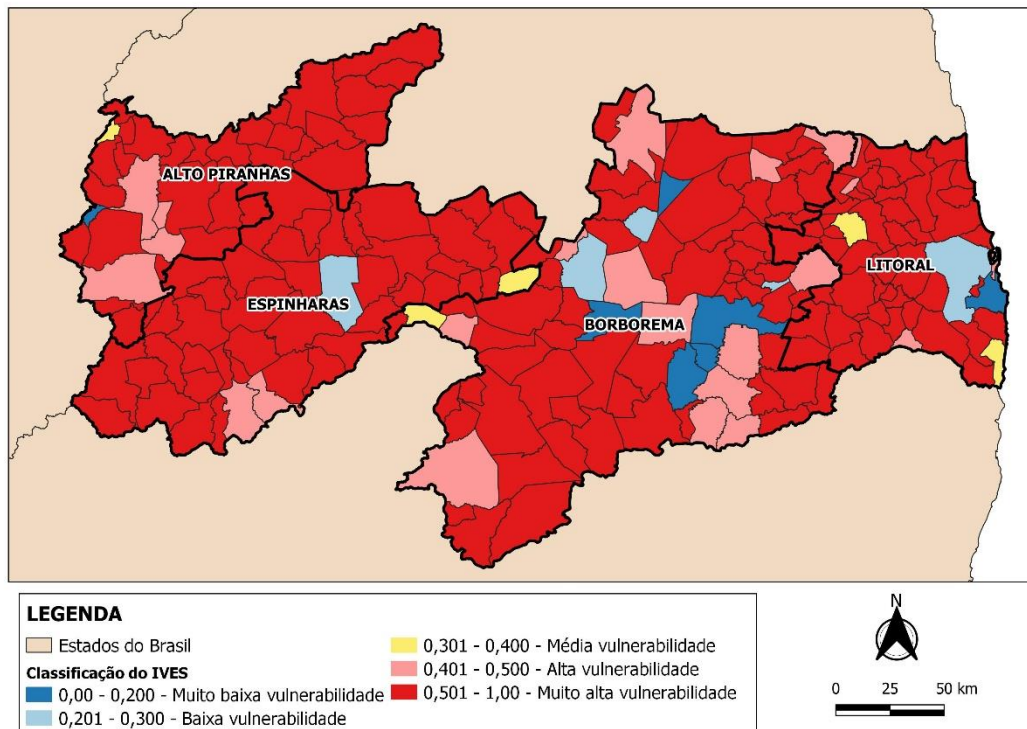 ALTO PIRANHAS
ESPINHARAS
BORBOREMA
LITORAL
LEGENDA
Estados do Brasil
Classificação do IVES
0,00 - 0,200 - Muito baixa vulnerabilidade
0,201 - 0,300 - Baixa vulnerabilidade
0,301 - 0,400 - Média vulnerabilidade
0,401 - 0,500 - Alta vulnerabilidade
0,501 - 1,00 - Muito alta vulnerabilidade
N
0 25 50 km